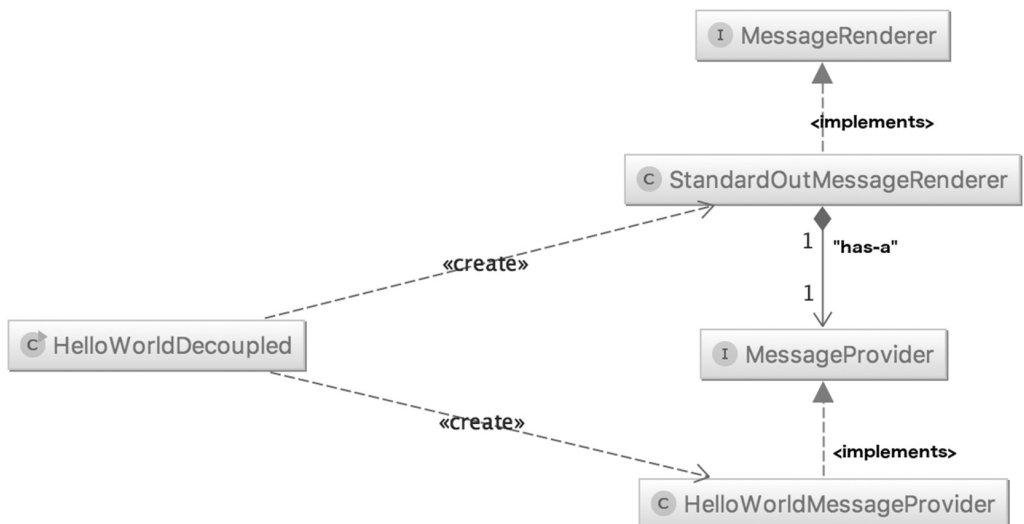 I MessageRenderer
<implements>
C StandardOutMessageRenderer
1
"has-a"
«create»
1
C HelloWorldDecoupled
I MessageProvider
«create»
<implements>
C HelloWorldMessageProvider